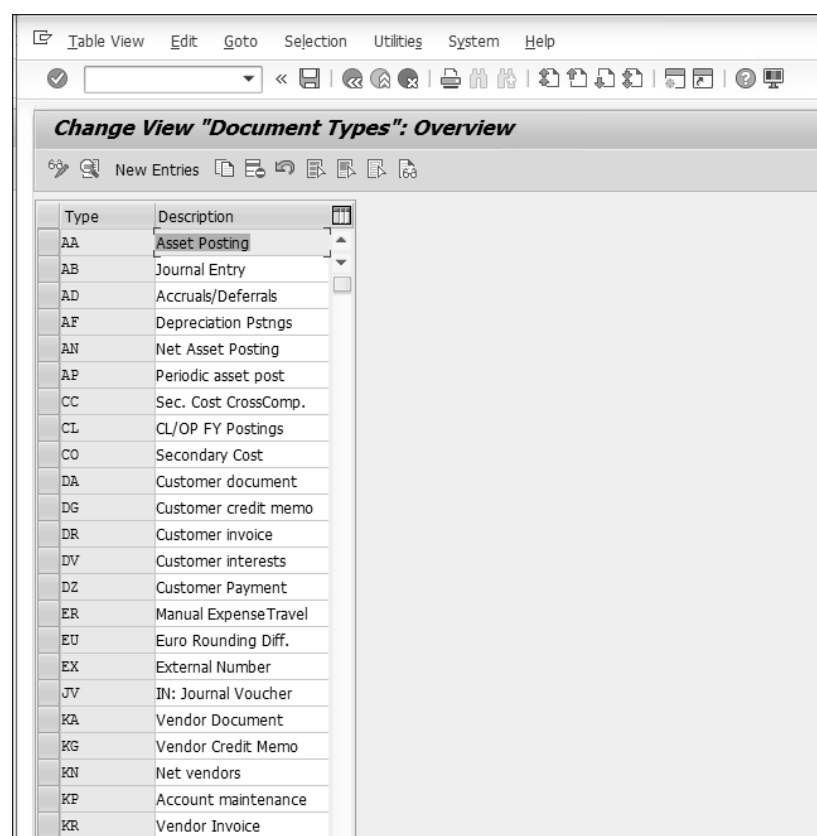 Table View Edit Goto Selection Utilities System Help
Change View "Document Types": Overview
New Entries
Type Description
AA Asset Posting
AB Journal Entry
AD Accruals/Deferrals
AF Depreciation Pstngs
AN Net Asset Posting
AP Periodic asset post
CC Sec. Cost CrossComp.
CL CL/OP FY Postings
CO Secondary Cost
DA Customer document
DG Customer credit memo
DR Customer invoice
DV Customer interests
DZ Customer Payment
ER Manual ExpenseTravel
EU Euro Rounding Diff.
EX External Number
JV IN: Journal Voucher
KA Vendor Document
KG Vendor Credit Memo
KN Net vendors
KP Account maintenance
KR Vendor Invoice